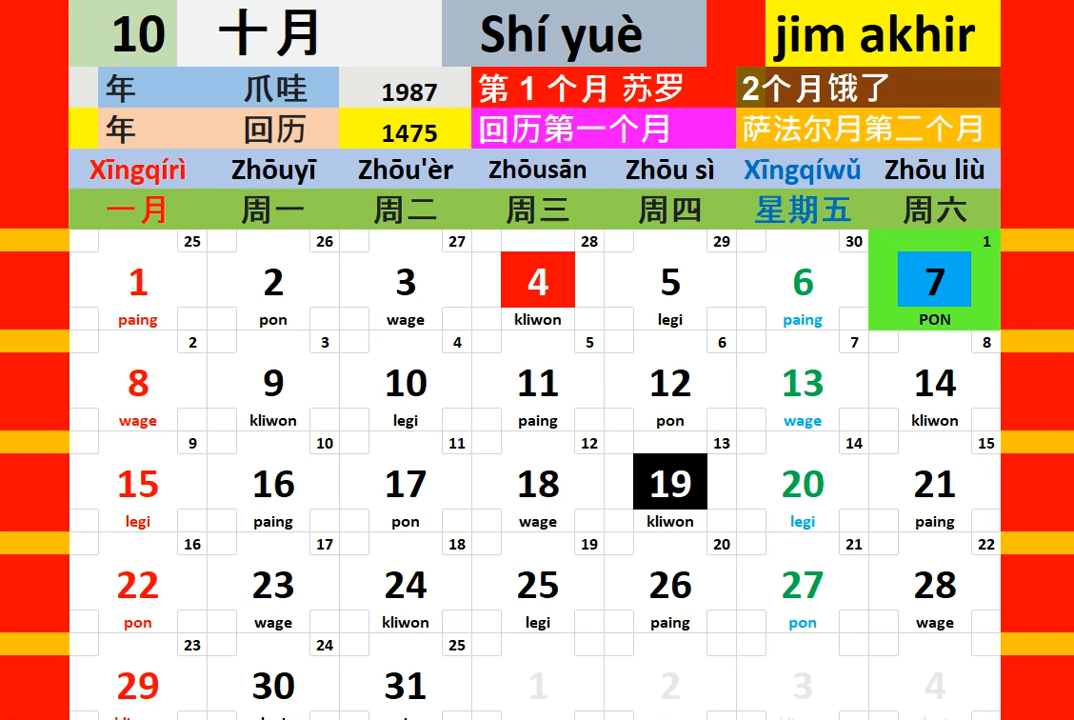 10 十月 Shí yuè jim akhir
年 爪哇 1987 第 1 个月 苏罗 2个月饿了
年 回历 1475 回历第一个月 萨法尔月第二个月
Xīngqírì Zhōuyī Zhōu'èr Zhōusān Zhōu sì Xīngqíwǔ Zhōu liù
一月 周一 周二 周三 周四 星期五 周六
25 26 27 28 29 30 1
1 2 3 4 5 6 7
paing pon wage kliwon legi paing PON
2 3 4 5 6 7 8
8 9 10 11 12 13 14
wage kliwon legi paing pon wage kliwon
9 10 11 12 13 14 15
15 16 17 18 19 20 21
legi paing pon wage kliwon legi paing
16 17 18 19 20 21 22
22 23 24 25 26 27 28
pon wage kliwon legi paing pon wage
23 24 25
29 30 31 1 2 3 4